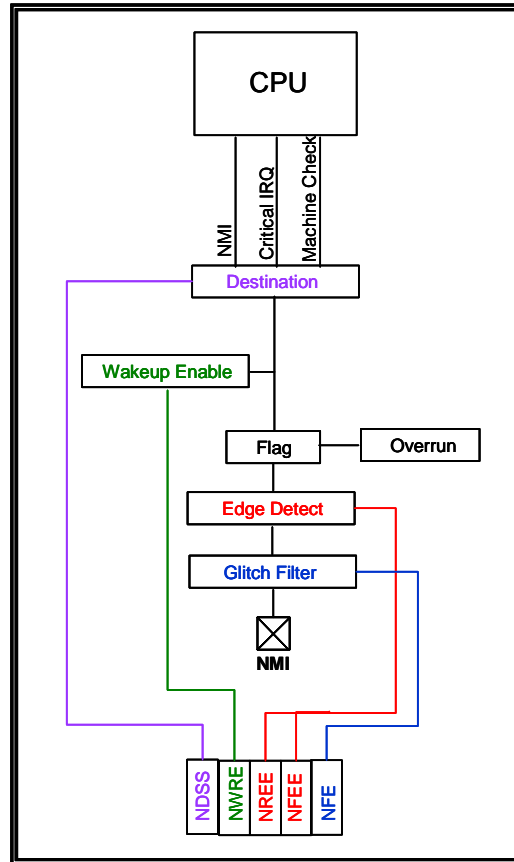 CPU
NMI
Critical IRQ
Machine Check
Destination
Wakeup Enable
Flag
Overrun
Edge Detect
Glitch Filter
NMI
NDSS
NWRE
NREE
NFEE
NFE